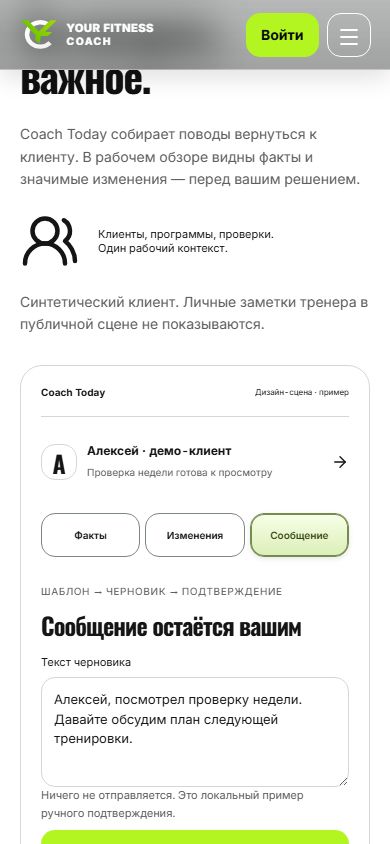 YOUR FITNESS
COACH
Войти
важное.
Coach Today собирает поводы вернуться к
клиенту. В рабочем обзоре видны факты и
значимые изменения — перед вашим решением.
Клиенты, программы, проверки.
Один рабочий контекст.
Синтетический клиент. Личные заметки тренера в
публичной сцене не показываются.
Coach Today
Дизайн-сцена · пример
А
Алексей · демо-клиент
Проверка недели готова к просмотру
Факты
Изменения
Сообщение
ШАБЛОН → ЧЕРНОВИК → ПОДТВЕРЖДЕНИЕ
Сообщение остаётся вашим
Текст черновика
Алексей, посмотрел проверку недели.
Давайте обсудим план следующей
тренировки.
Ничего не отправляется. Это локальный пример
ручного подтверждения.